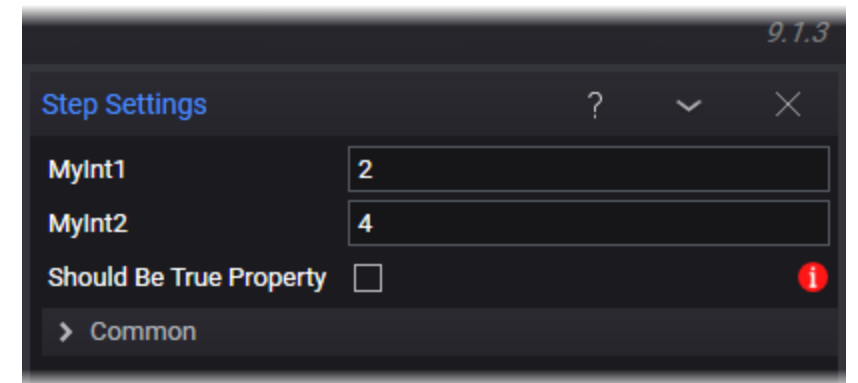 9.1.3
Step Settings ?
MyInt1 2
MyInt2 4
Should Be True Property i
Common